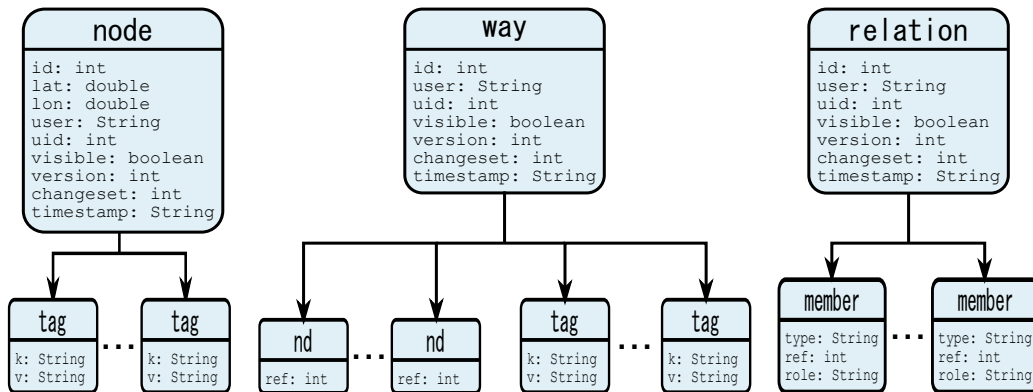 node
id: int
lat: double
lon: double
user: String
uid: int
visible: boolean
version: int
changeset: int
timestamp: String
tag
k: String
v: String
...
tag
k: String
v: String
way
id: int
user: String
uid: int
visible: boolean
version: int
changeset: int
timestamp: String
nd
ref: int
...
nd
ref: int
tag
k: String
v: String
...
tag
k: String
v: String
relation
id: int
user: String
uid: int
visible: boolean
version: int
changeset: int
timestamp: String
member
type: String
ref: int
role: String
...
member
type: String
ref: int
role: String